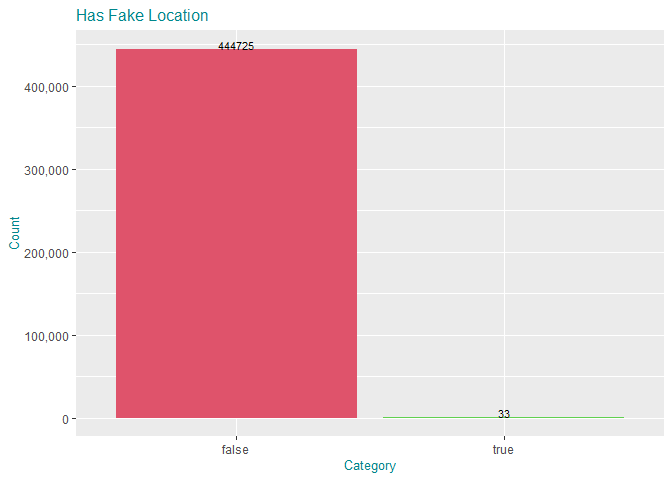 Has Fake Location
444725
400,000
300,000
200,000
100,000
0
33
Count
false
true
Category